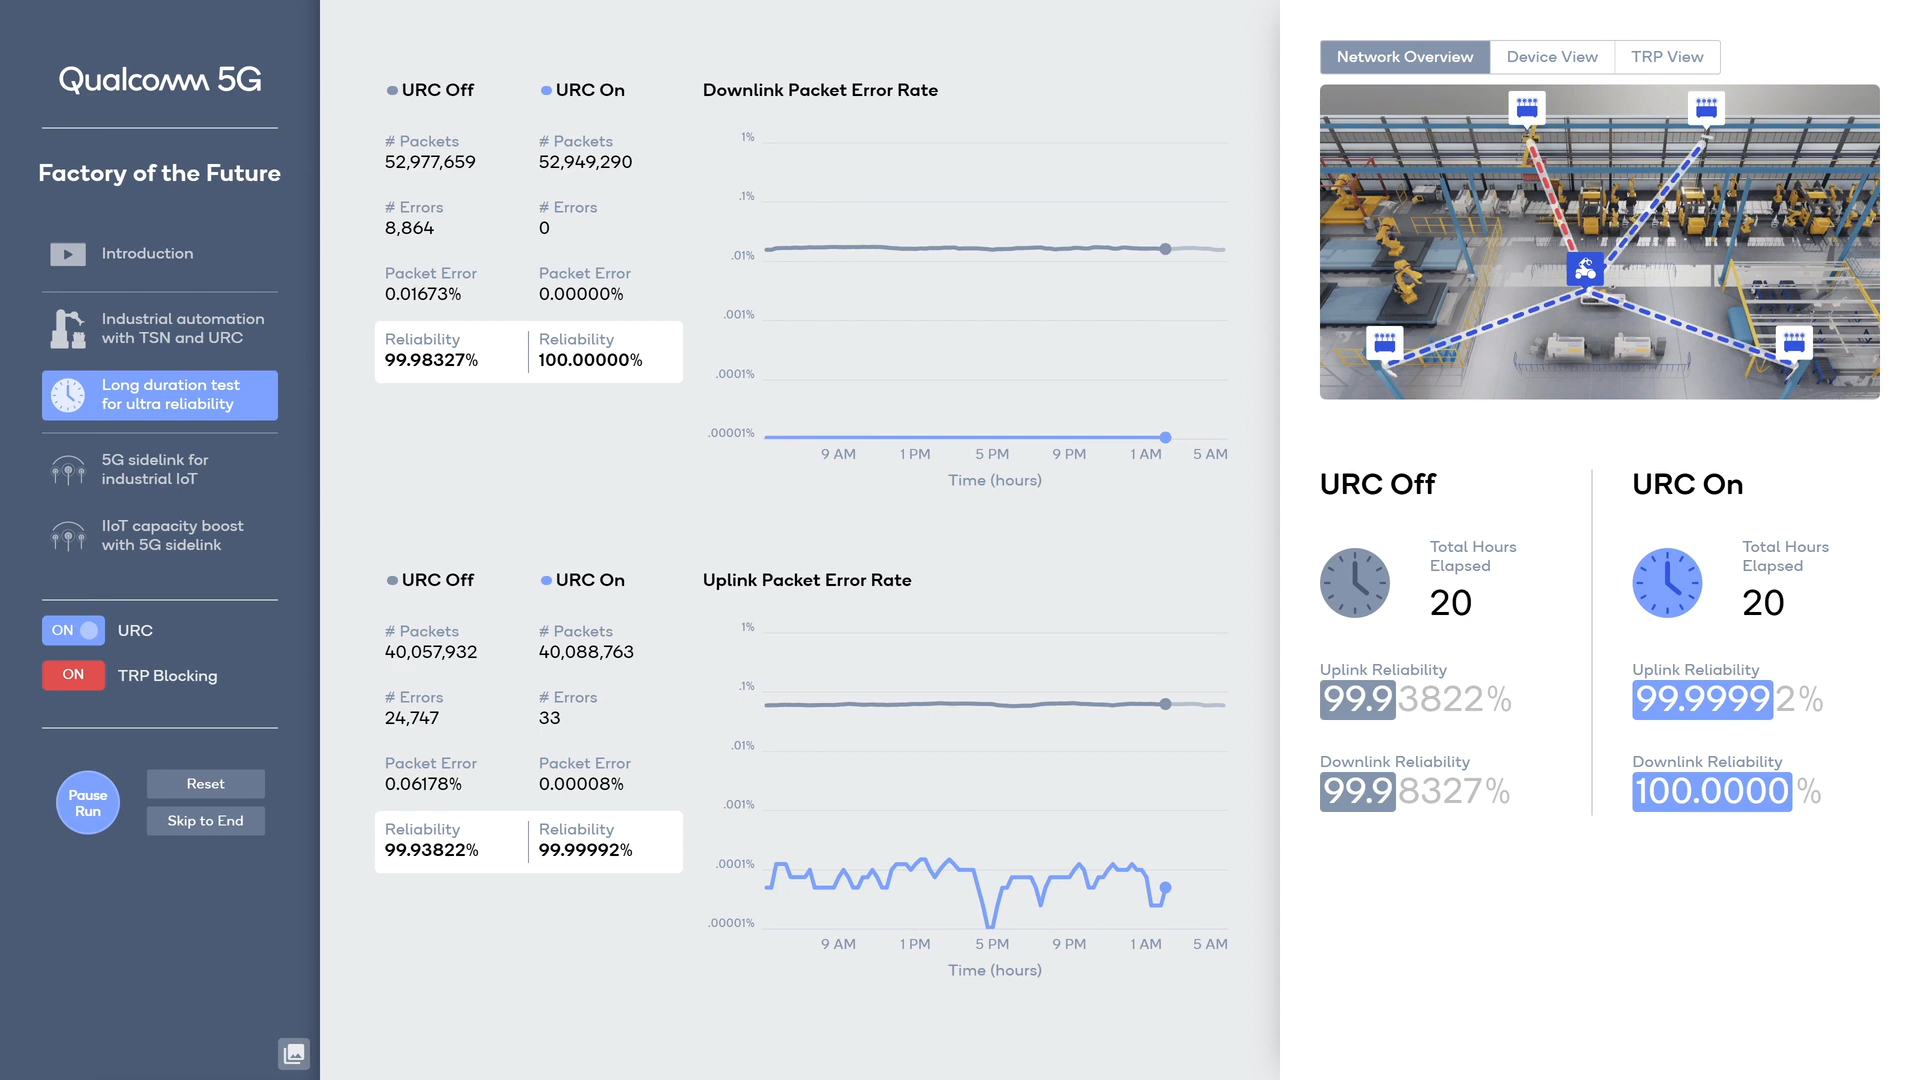 Qualcomm 5G
Factory of the Future
Introduction
Industrial automation
with TSN and URC
Long duration test
for ultra reliability
5G sidelink for
industrial IoT
IIoT capacity boost
with 5G sidelink
ON URC
ON TRP Blocking
Pause
Run
Reset
Skip to End
URC Off URC On
# Packets # Packets
52,977,659 52,949,290
# Errors # Errors
8,864 0
Packet Error Packet Error
0.01673% 0.00000%
Reliability Reliability
99.98327% 100.00000%
Downlink Packet Error Rate
1%
.1%
.01%
.001%
.0001%
.00001%
9 AM 1 PM 5 PM 9 PM 1 AM 5 AM
Time (hours)
URC Off URC On
# Packets # Packets
40,057,932 40,088,763
# Errors # Errors
24,747 33
Packet Error Packet Error
0.06178% 0.00008%
Reliability Reliability
99.93822% 99.99992%
Uplink Packet Error Rate
1%
.1%
.01%
.001%
.0001%
.00001%
9 AM 1 PM 5 PM 9 PM 1 AM 5 AM
Time (hours)
Network Overview Device View TRP View
URC Off
Total Hours
Elapsed
20
Uplink Reliability
99.93822%
Downlink Reliability
99.98327%
URC On
Total Hours
Elapsed
20
Uplink Reliability
99.99992%
Downlink Reliability
100.0000%